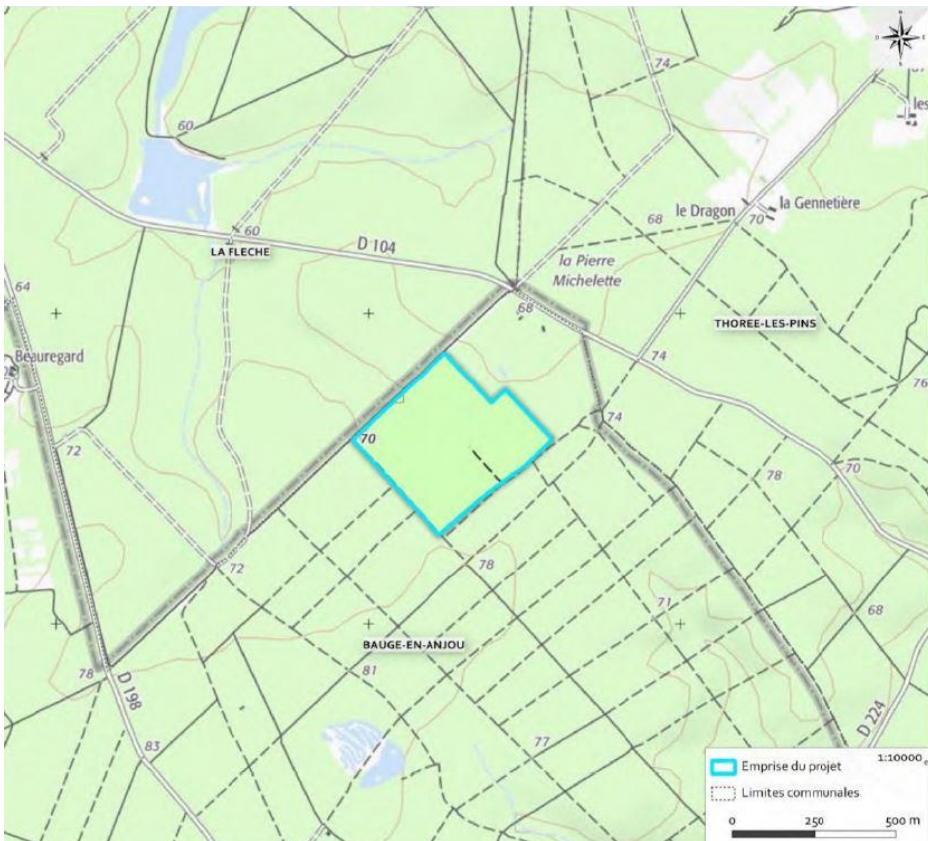 N
74
60
les
le Dragon
la Gennetière
68
70
60
D 104
LA FLECHE
la Pierre
Michelette
64
68
THOREE-LES-PINS
Beauregard
74
76
70
74
72
78
70
72
78
71
68
BAUGE-EN-ANJOU
78
81
D 198
D 224
77
83
1:10000
Emprise du projet
Limites communales
0 250 500 m